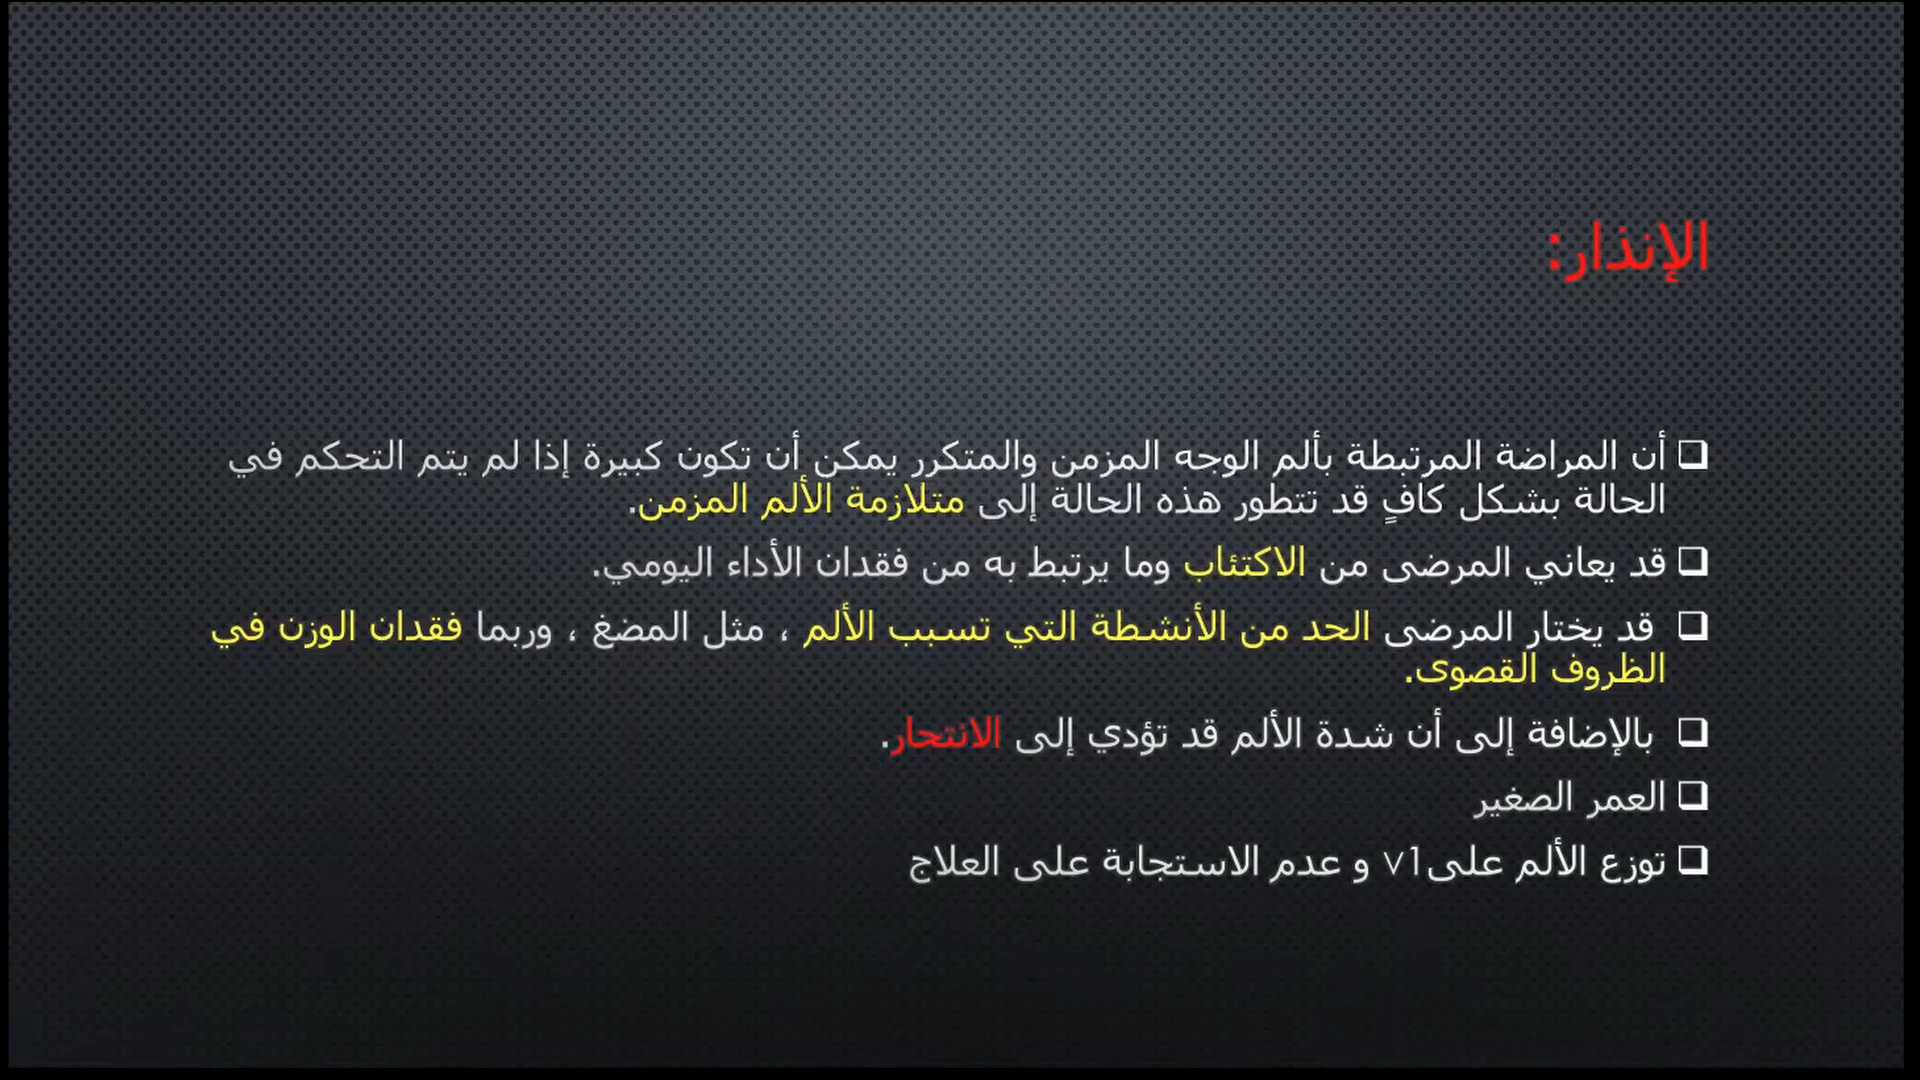 الإنذار:
أن المراضة المرتبطة بألم الوجه المزمن والمتكرر يمكن أن تكون كبيرة إذا لم يتم التحكم في
الحالة بشكل كافٍ قد تتطور هذه الحالة إلى متلازمة الألم المزمن.
قد يعاني المرضى من الاكتئاب وما يرتبط به من فقدان الأداء اليومي.
قد يختار المرضى الحد من الأنشطة التي تسبب الألم ، مثل المضغ ، وربما فقدان الوزن في
الظروف القصوى.
بالإضافة إلى أن شدة الألم قد تؤدي إلى الانتحار.
العمر الصغير
توزع الألم علىv1 و عدم الاستجابة على العلاج